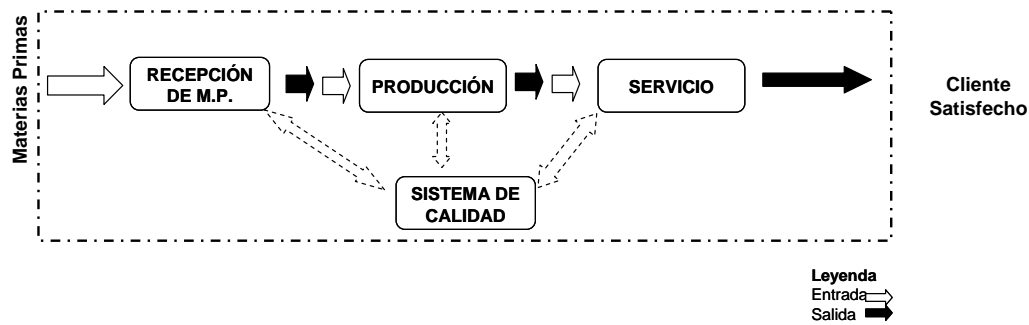 Materias Primas
RECEPCIÓN
DE M.P.
PRODUCCIÓN
SERVICIO
Cliente
Satisfecho
SISTEMA DE
CALIDAD
Leyenda
Entrada
Salida